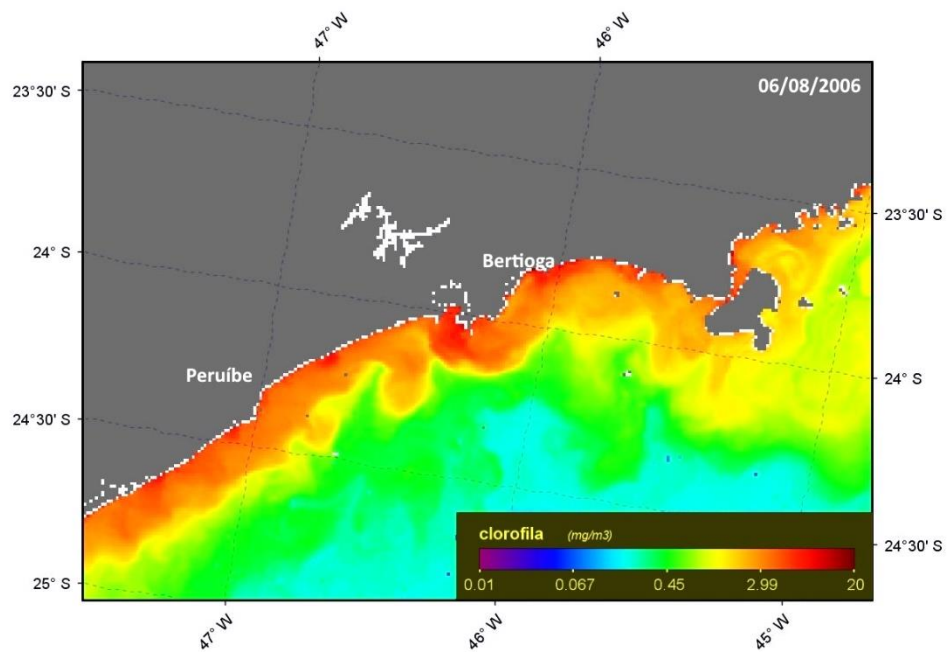 47° W
46° W
23°30' S
06/08/2006
23°30' S
24° S
Bertioga
Peruíbe
24° S
24°30' S
clorofila (mg/m3)
24°30' S
0.01 0.067 0.45 2.99 20
25° S
47° W
46° W
45° W